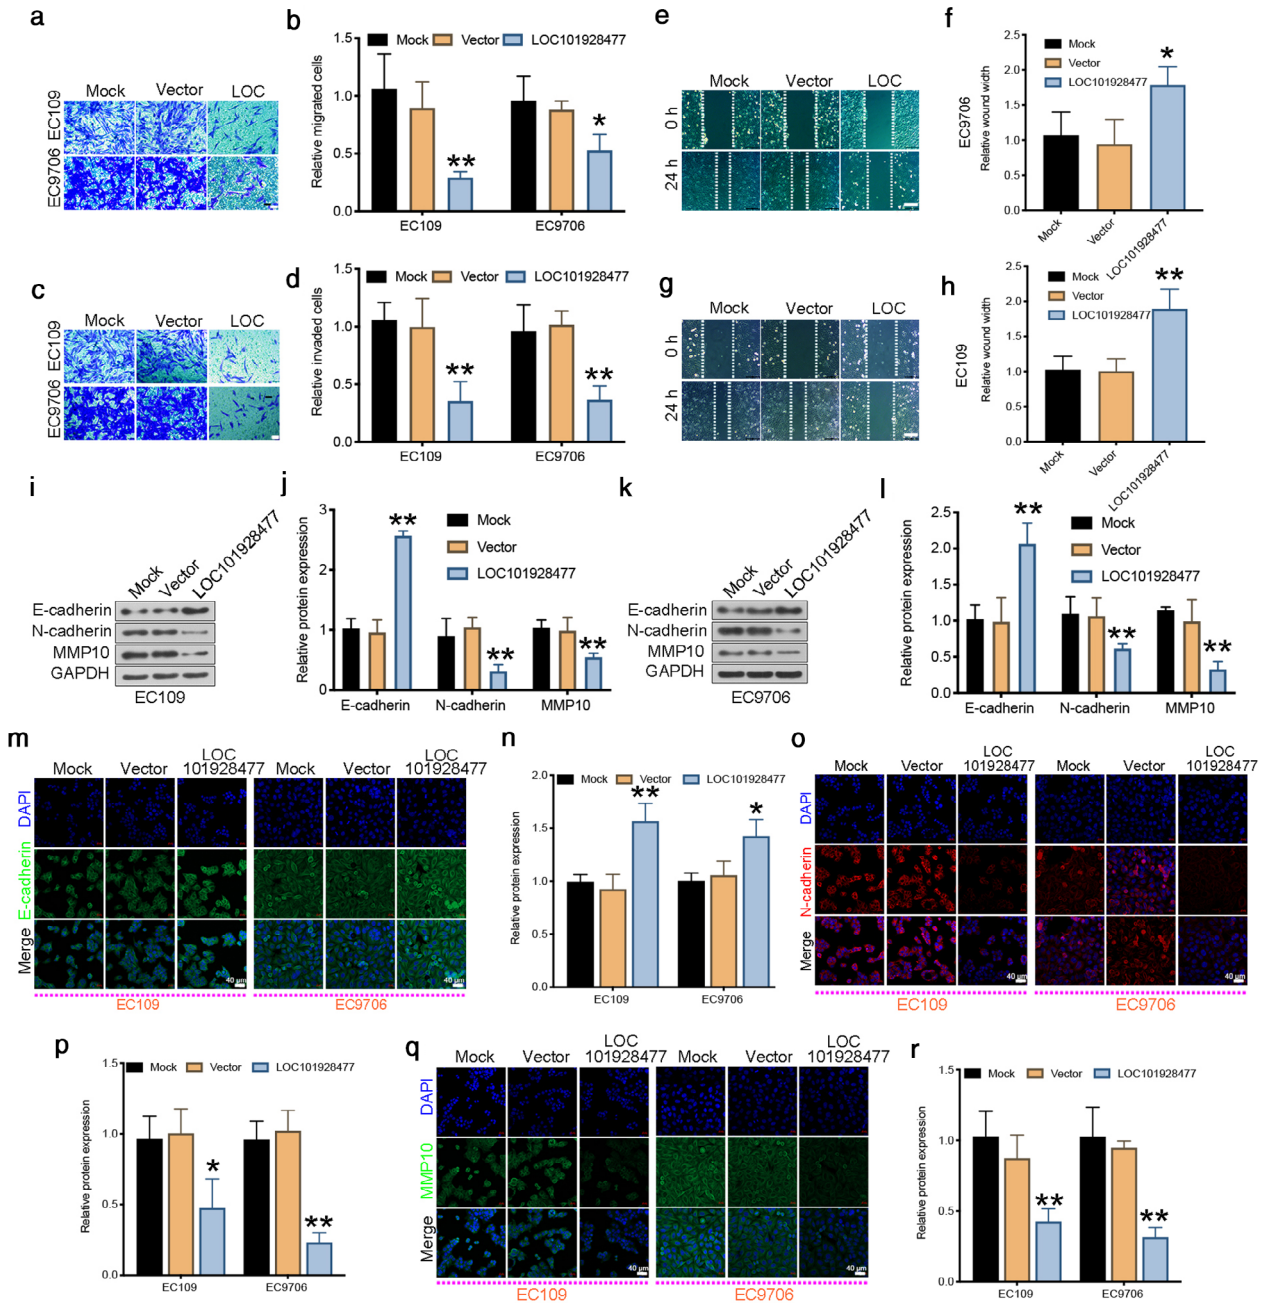 a
Mock Vector LOC
EC109
EC9706
b
Mock Vector LOC101928477
Relative migrated cells
1.5
1.0
0.5
0.0
EC109 EC9706
**
*
e
Mock Vector LOC
0 h
24 h
f
EC9706
Relative wound width
2.5
2.0
1.5
1.0
0.5
0.0
Mock
Vector
LOC101928477
*
Mock Vector LOC101928477
c
Mock Vector LOC
EC109
EC9706
d
Mock Vector LOC101928477
Relative invaded cells
1.5
1.0
0.5
0.0
EC109 EC9706
**
**
g
Mock Vector LOC
0 h
24 h
h
EC109
Relative wound width
2.5
2.0
1.5
1.0
0.5
0.0
Mock
Vector
LOC101928477
**
Mock Vector LOC101928477
i
Mock Vector LOC101928477
E-cadherin
N-cadherin
MMP10
GAPDH
EC109
j
Relative protein expression
3
2
1
0
Mock
Vector
LOC101928477
**
**
**
E-cadherin N-cadherin MMP10
k
Mock Vector LOC101928477
E-cadherin
N-cadherin
MMP10
GAPDH
EC9706
l
Relative protein expression
2.5
2.0
1.5
1.0
0.5
0.0
Mock
Vector
LOC101928477
**
**
**
E-cadherin N-cadherin MMP10
m
Mock Vector LOC 101928477 Mock Vector LOC 101928477
DAPI
E-cadherin
Merge
40 µm
40 µm
EC109 EC9706
n
Mock Vector LOC101928477
Relative protein expression
2.0
1.5
1.0
0.5
0.0
**
*
EC109 EC9706
o
Mock Vector LOC 101928477 Mock Vector LOC 101928477
DAPI
N-cadherin
Merge
40 µm
40 µm
EC109 EC9706
p
Mock Vector LOC101928477
Relative protein expression
1.5
1.0
0.5
0.0
*
**
EC109 EC9706
q
Mock Vector LOC 101928477 Mock Vector LOC 101928477
DAPI
MMP10
Merge
40 µm
40 µm
EC109 EC9706
r
Mock Vector LOC101928477
Relative protein expression
1.5
1.0
0.5
0.0
**
**
EC109 EC9706